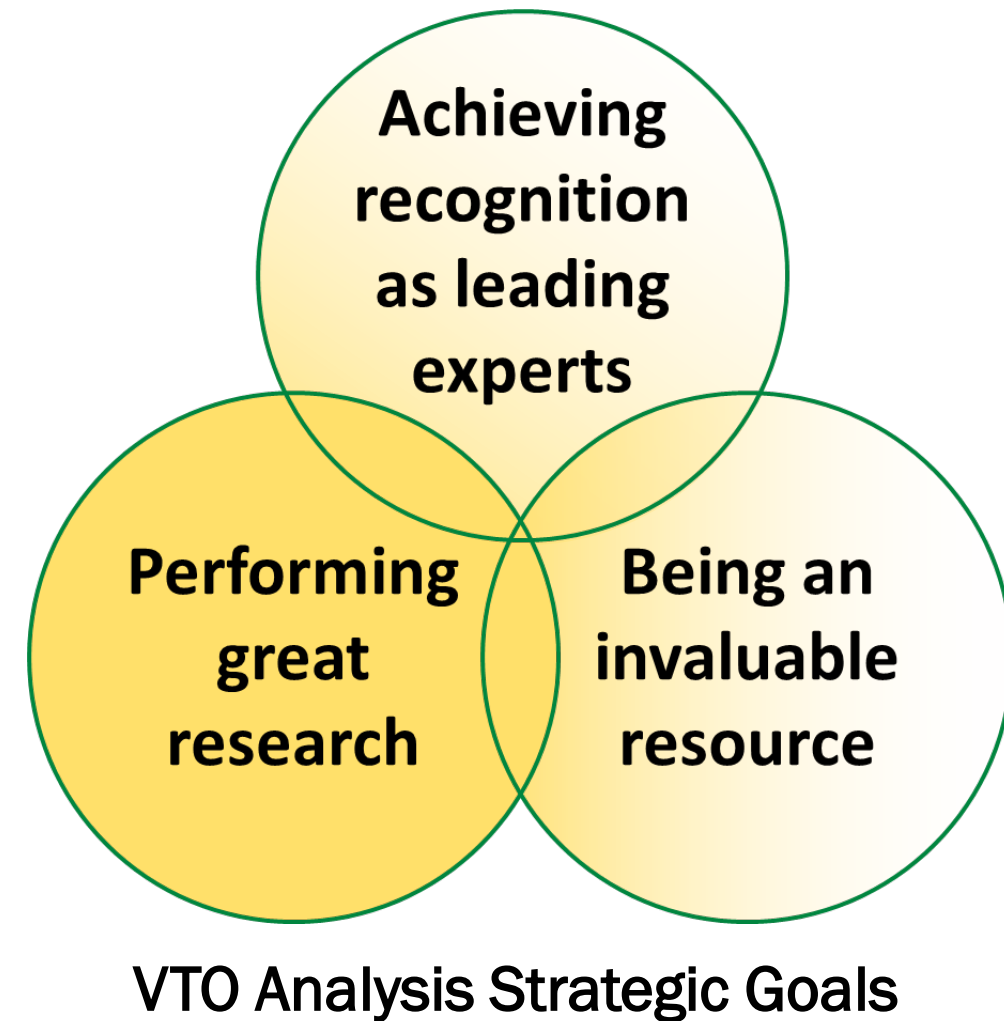 Achieving
recognition
as leading
experts
Performing
great
research
Being an
invaluable
resource
VTO Analysis Strategic Goals